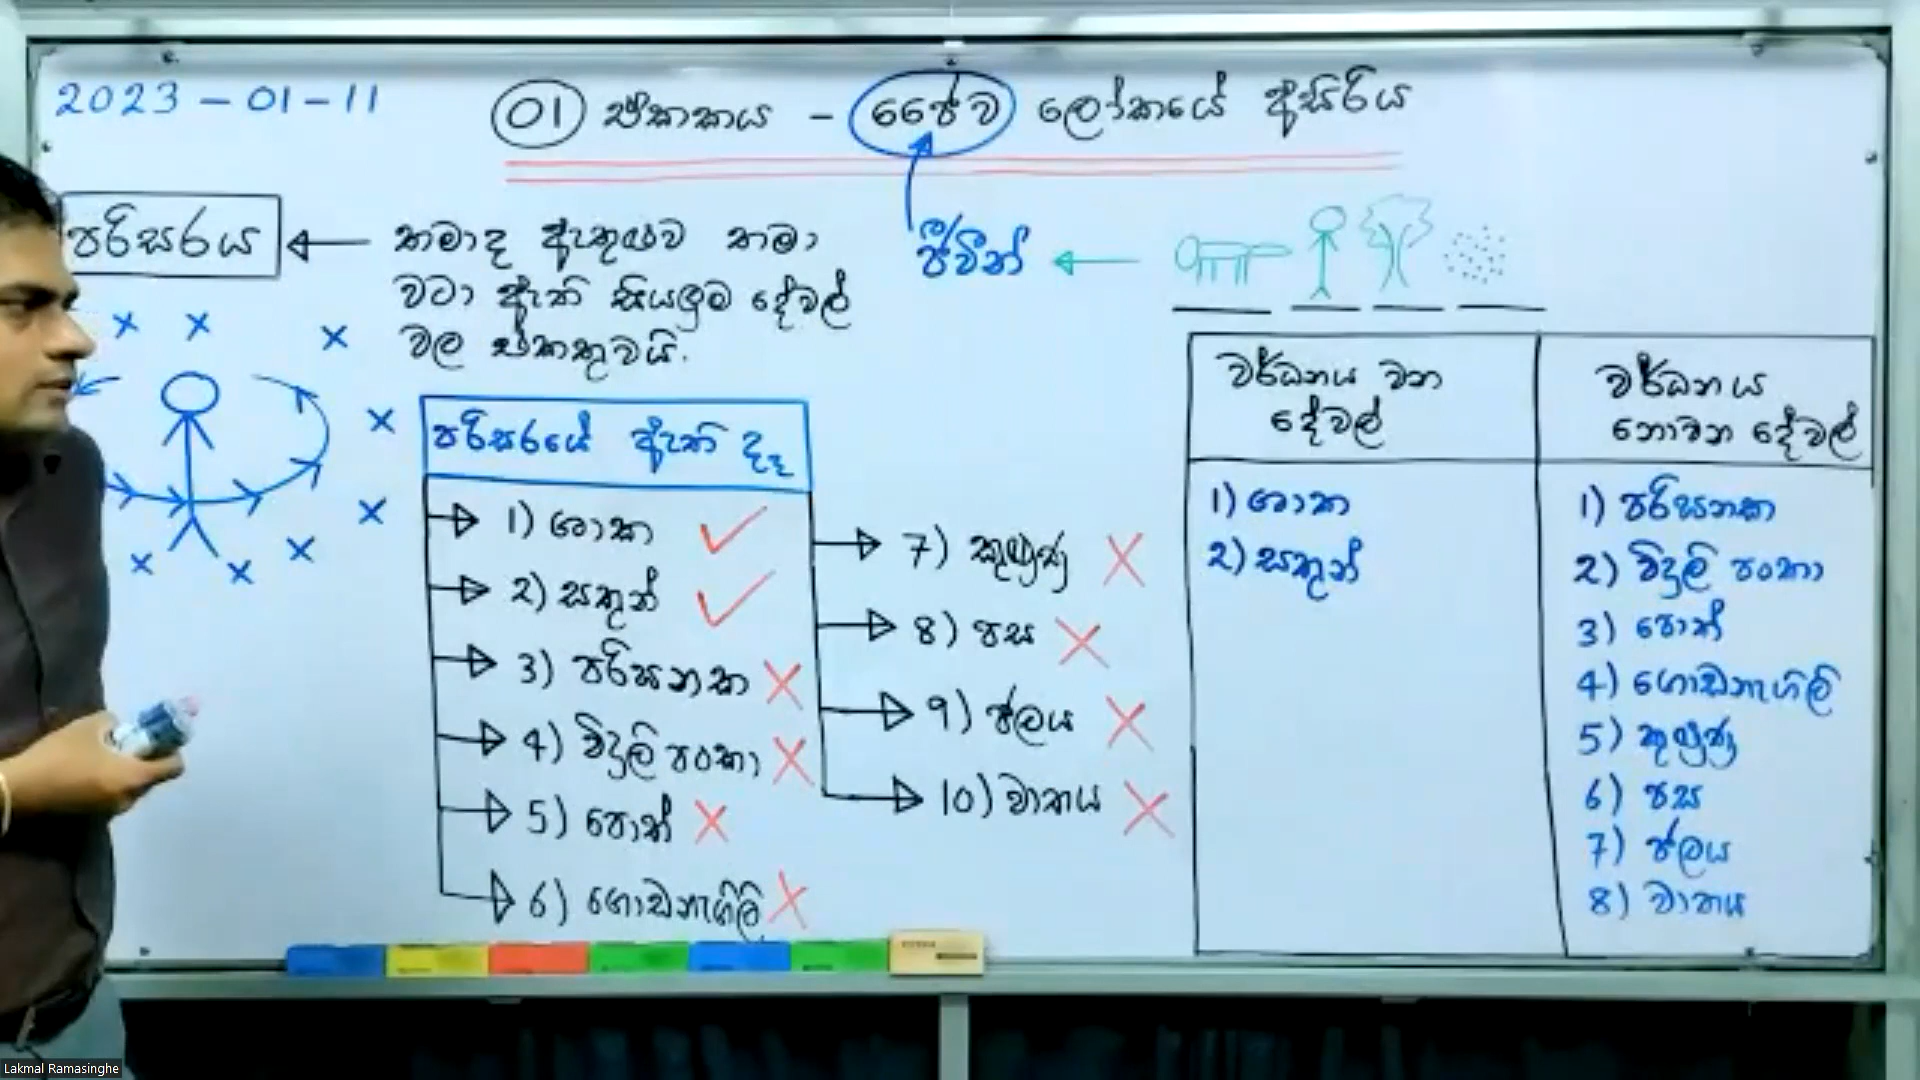 2023 - 01 - 11
01 ඒකකය - ජෛව ලෝකයේ අසිරිය
පරිසරය
තමාද ඇතුළුව තමා
වටා ඇති සියලුම දේවල්
වල එකතුවයි.
ජීවීන්
පරිසරයේ ඇති දෑ
1) ගොක
2) සතුන්
3) පරිඝනක
4) විදුලි පංකා
5) පොත්
6) ගොඩනැගිලි
7) කුළුණු
8) පස
9) ජලය
10) වාතය
වර්ධනය වන
දේවල්
1) ගොක
2) සතුන්
වර්ධනය
නොවන දේවල්
1) පරිඝනක
2) විදුලි පංකා
3) පොත්
4) ගොඩනැගිලි
5) කුළුණු
6) පස
7) ජලය
8) වාතය
Lakmal Ramasinghe